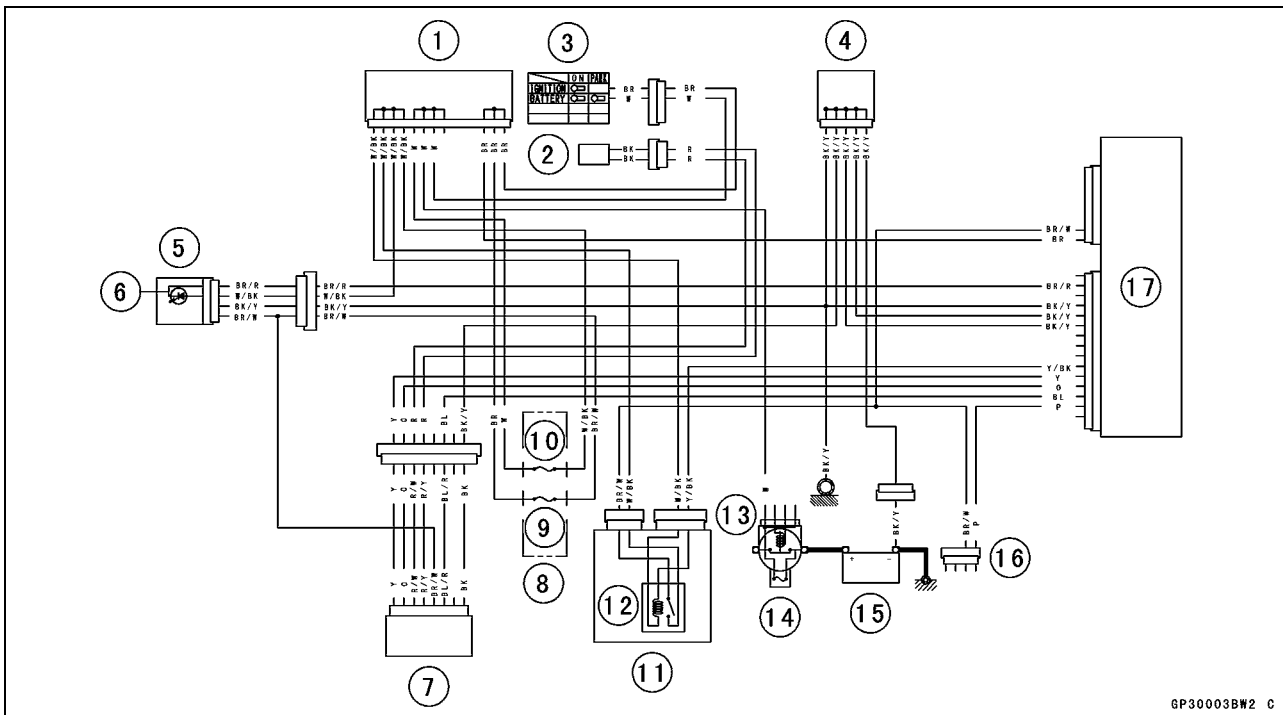 1
3
4
ON PARK
IGNITION
BATTERY
BR BR
W W
2
BK R
BK R
W/BK W/BK W/BK W/BK W W W BR BR BR
BK/Y BK/Y BK/Y BK/Y BK/Y
5
6
BR/R BR/R
W/BK W/BK
BK/Y BK/Y
BR/W BR/W
BR/W
BR
BR/R
BK/Y
BK/Y
BK/Y
17
Y/BK
Y
O
BL
P
Y O R R BL BK/Y
BR W
10
W/BK BR/W
9
8
Y O R/W R/Y BL/R BK
Y O R/W R/Y BR/W BL/R BK
7
BR/W W/BK W/BK Y/BK
12
11
W
13
14
BK/Y
BK/Y
+ -
15
BR/W P
16
GP30003BW2 C